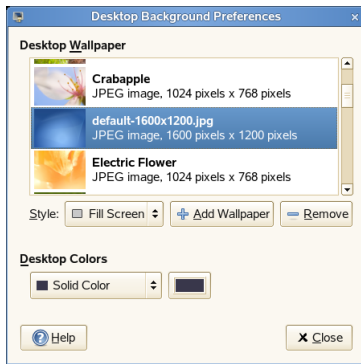 Desktop Background Preferences
Desktop Wallpaper
Crabapple
JPEG image, 1024 pixels x 768 pixels
default-1600x1200.jpg
JPEG image, 1600 pixels x 1200 pixels
Electric Flower
JPEG image, 1024 pixels x 768 pixels
Style: Fill Screen Add Wallpaper Remove
Desktop Colors
Solid Color
Help Close